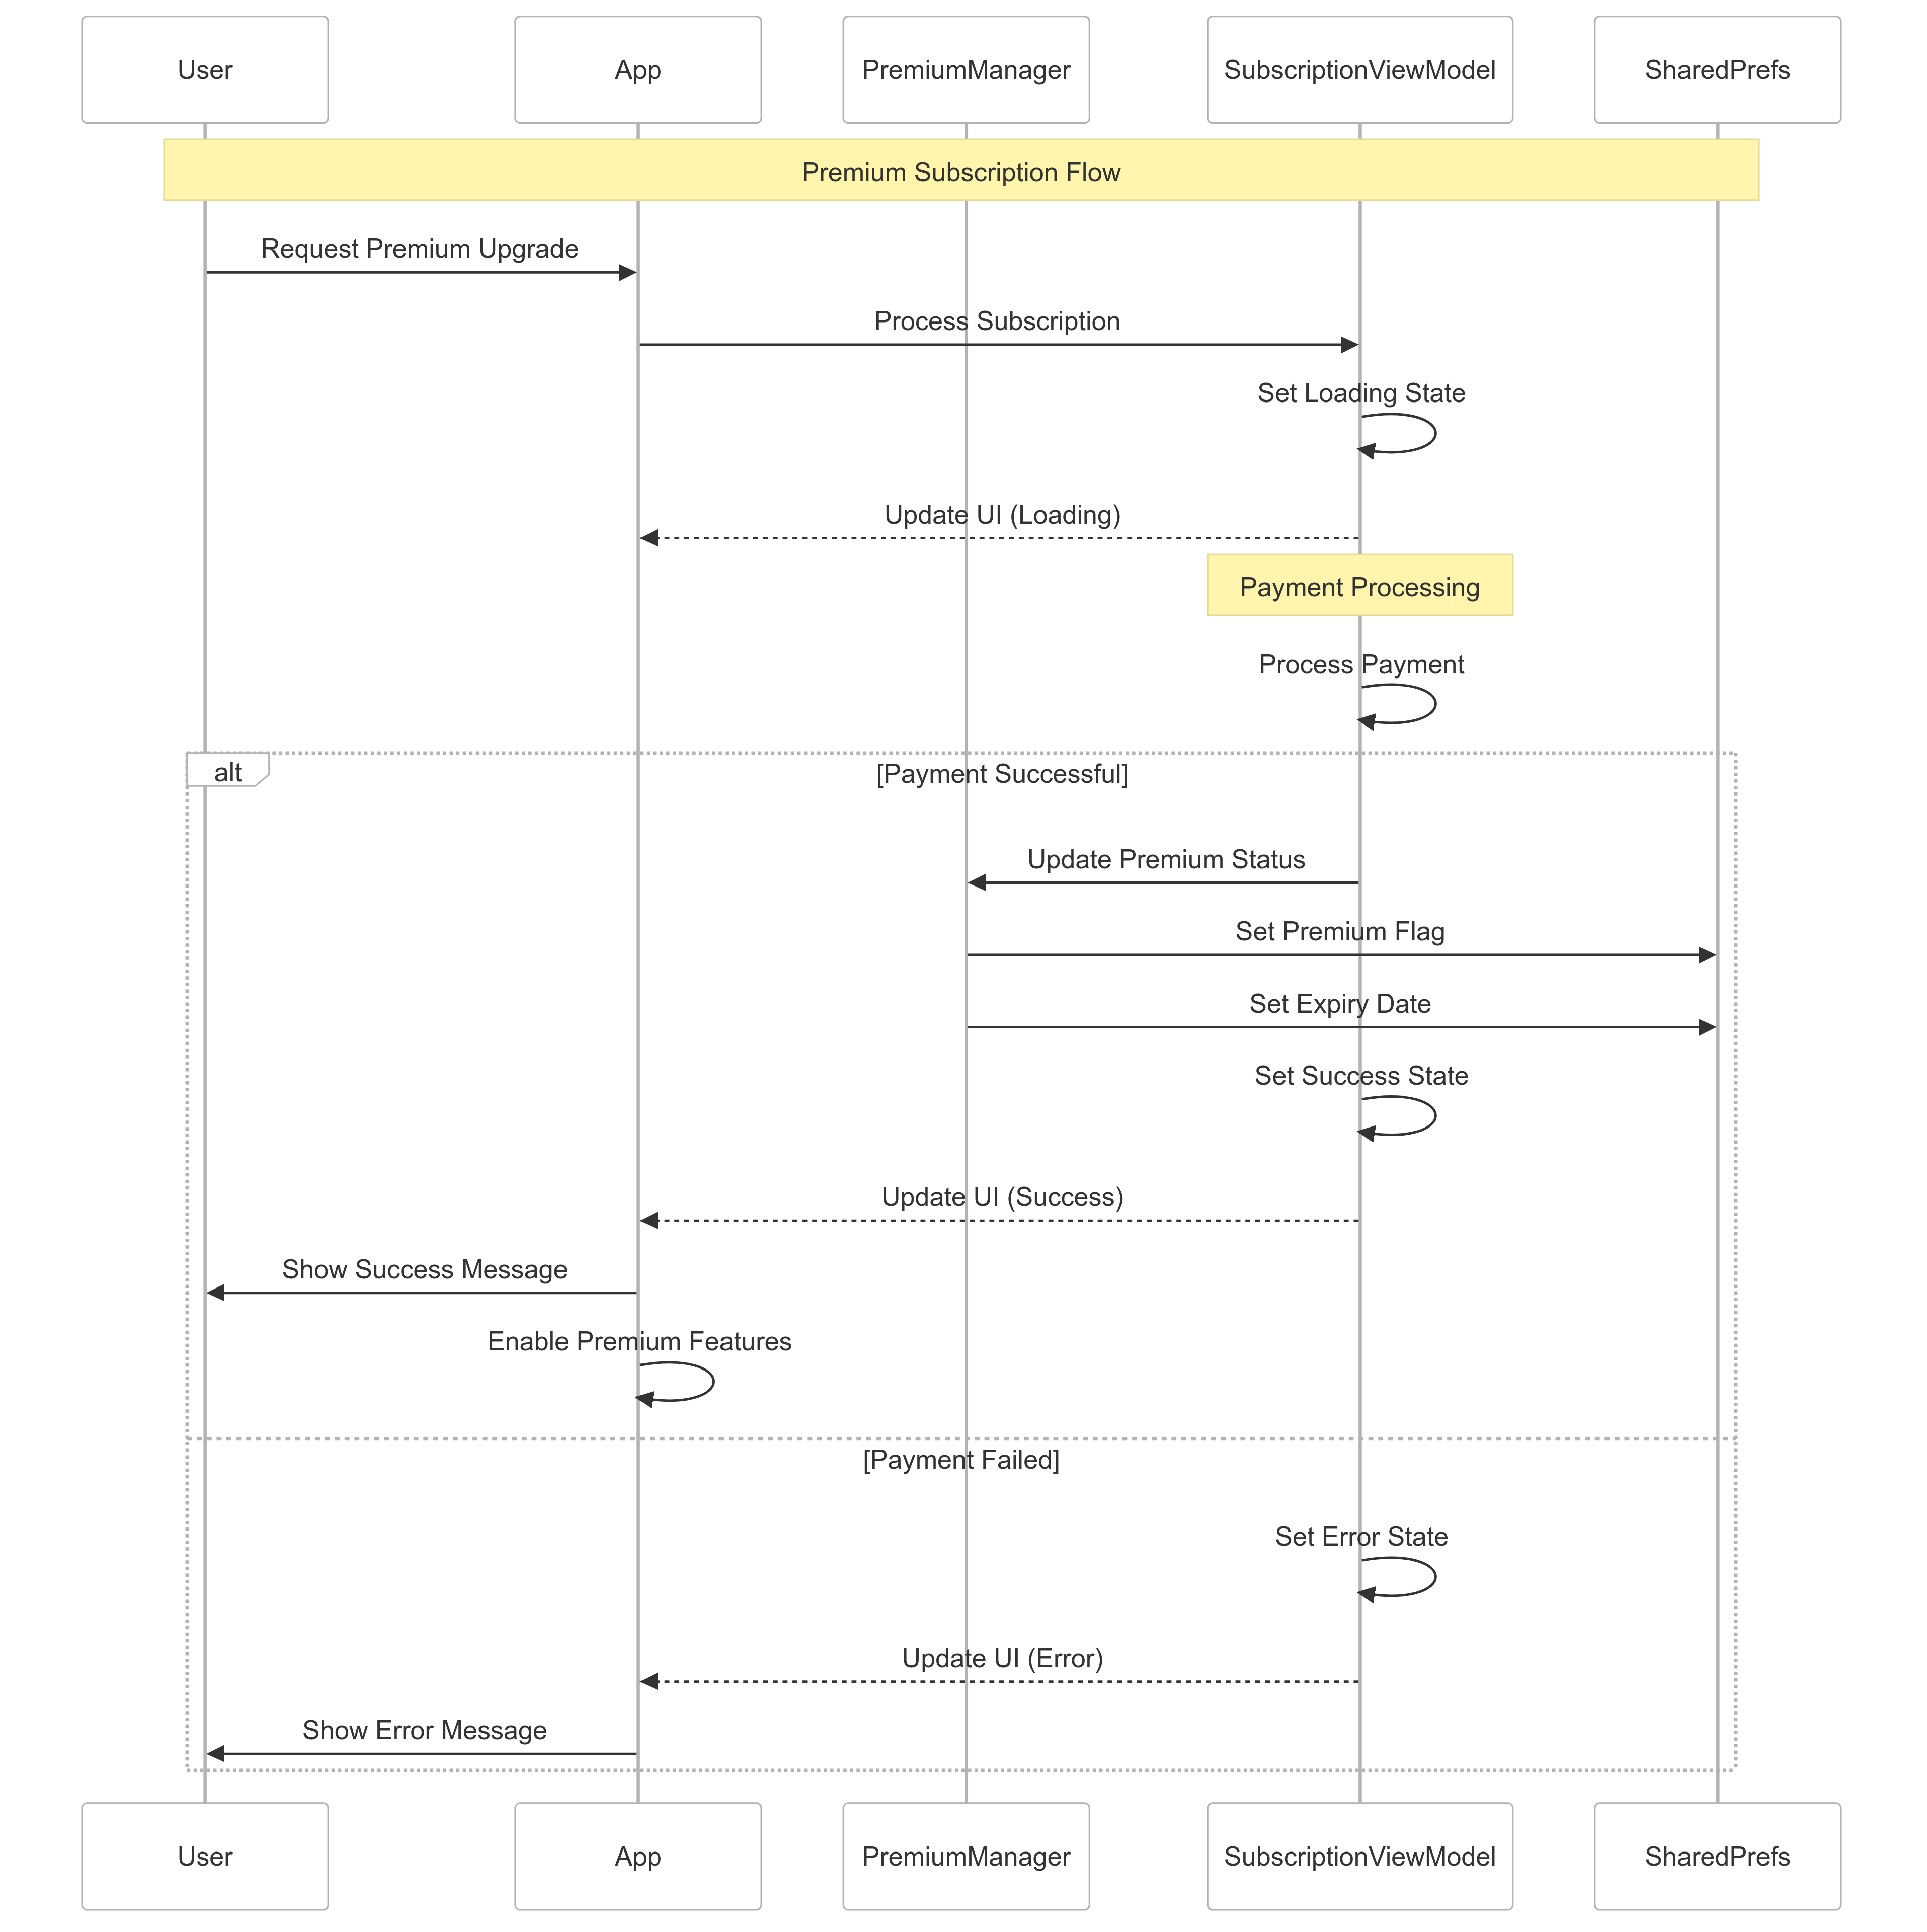 User
App
PremiumManager
SubscriptionViewModel
SharedPrefs
Premium Subscription Flow
Request Premium Upgrade
Process Subscription
Set Loading State
Update UI (Loading)
Payment Processing
Process Payment
alt
[Payment Successful]
Update Premium Status
Set Premium Flag
Set Expiry Date
Set Success State
Update UI (Success)
Show Success Message
Enable Premium Features
[Payment Failed]
Set Error State
Update UI (Error)
Show Error Message
User
App
PremiumManager
SubscriptionViewModel
SharedPrefs